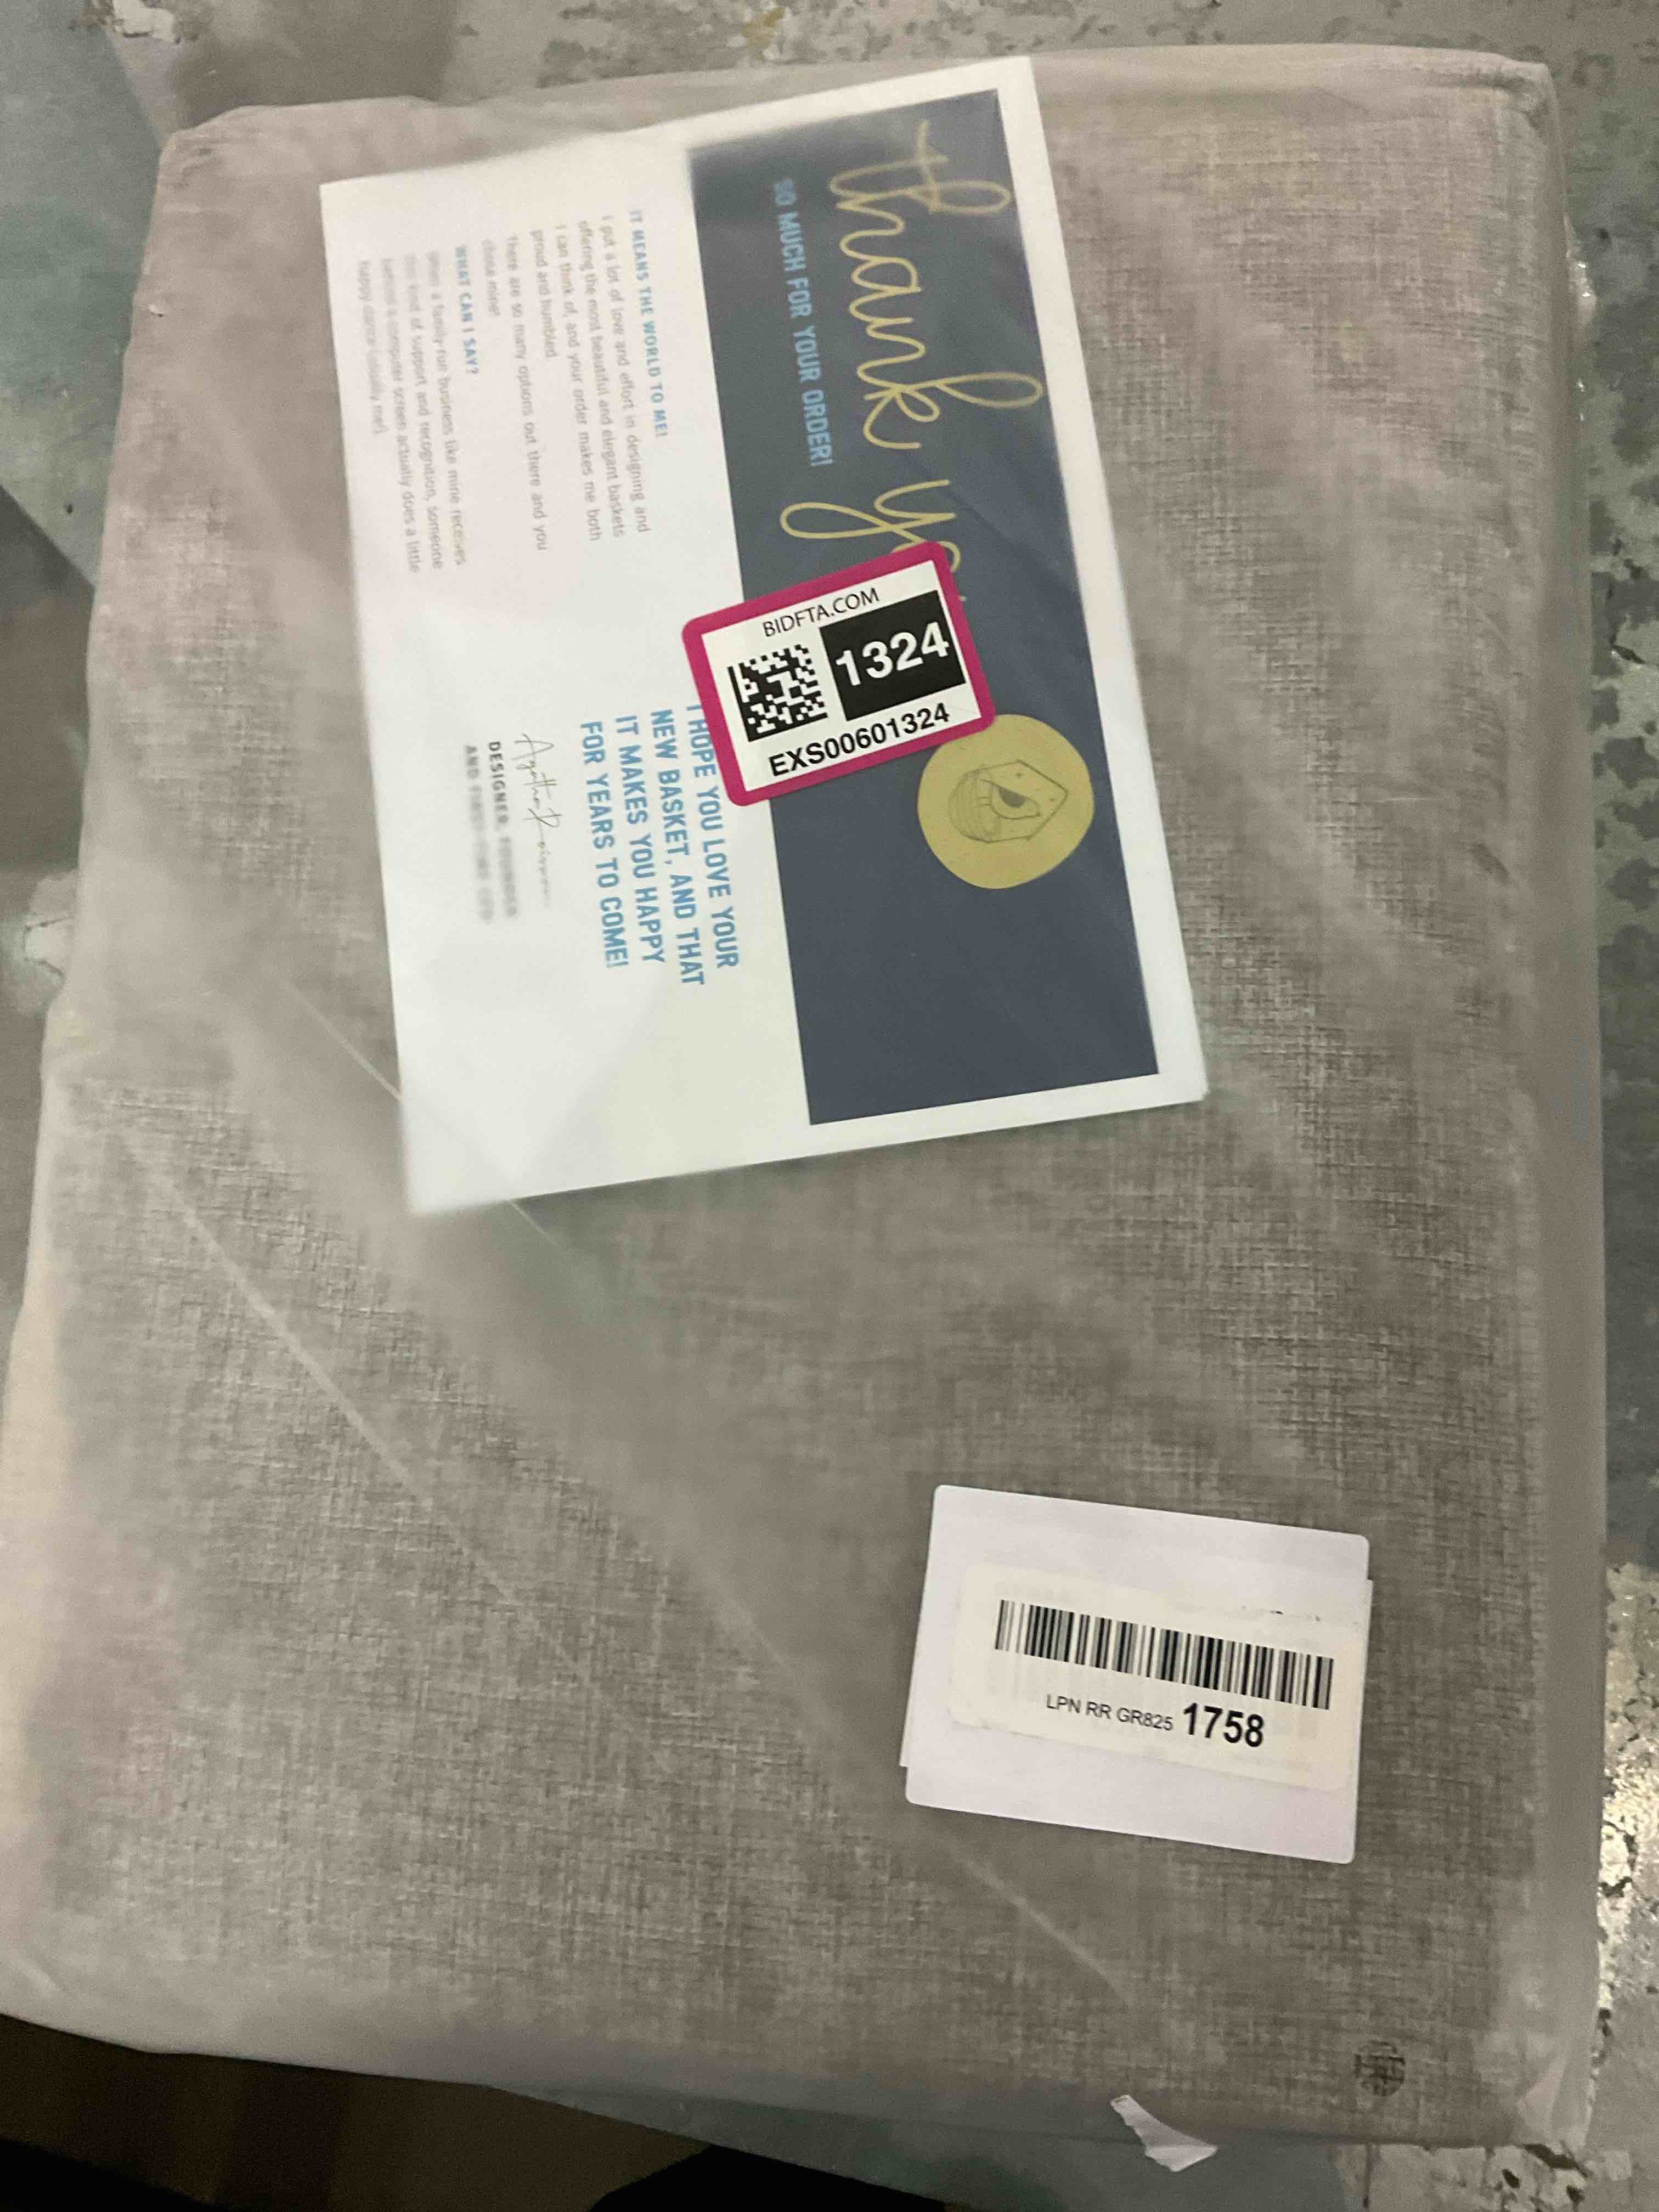 thank yo
SO MUCH FOR YOUR ORDER!
IT MEANS THE WORLD TO ME!
I put a lot of love and effort in designing and
offering the most beautiful and elegant baskets
I can think of, and your order makes me both
proud and humbled.
There are so many options out there and you
chose mine!
WHAT CAN I SAY?
When a family-run business like mine receives
this kind of support and recognition, someone
behind a computer screen actually does a little
happy dance (usually me!)
I HOPE YOU LOVE YOUR
NEW BASKET, AND THAT
IT MAKES YOU HAPPY
FOR YEARS TO COME!
DESIGNER, FOUNDER
AND
BIDFTA.COM
1324
EXS00601324
LPN RR GR825 1758